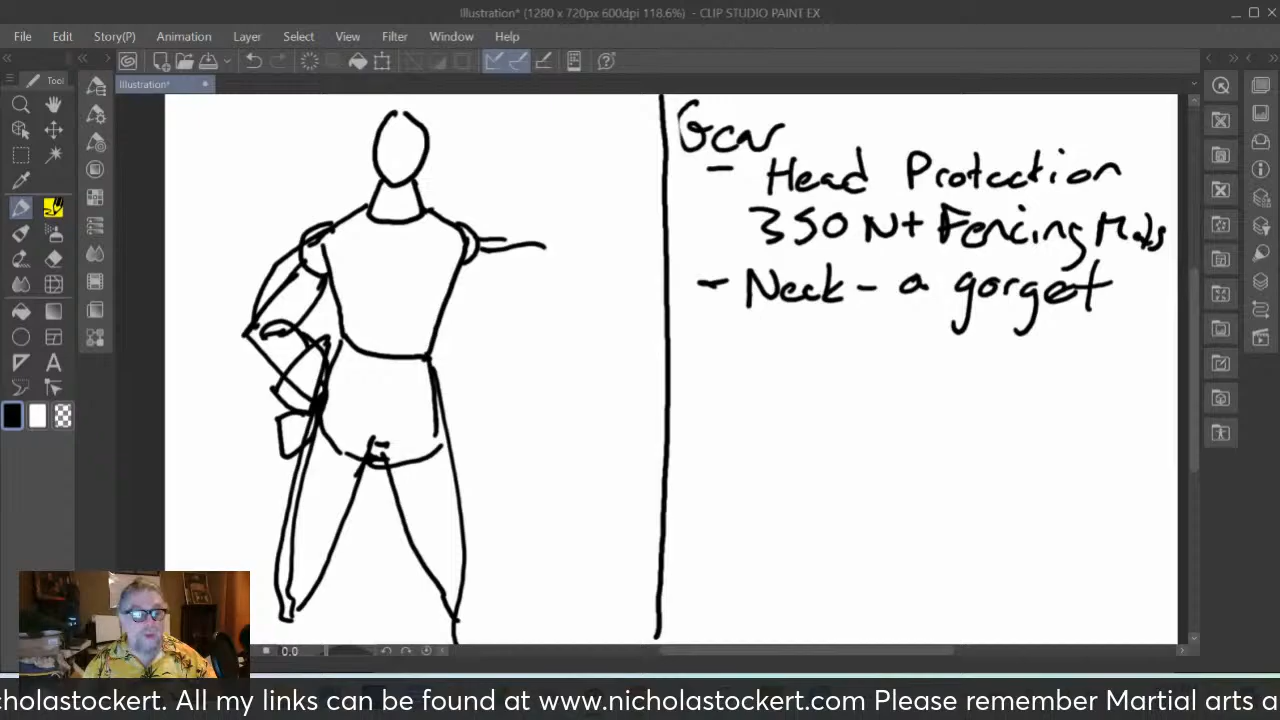 Illustration* (1280 x 720px 600dpi 118.6%) - CLIP STUDIO PAINT EX
File Edit Story(P) Animation Layer Select View Filter Window Help
Tool
Illustration*
Gear
- Head Protection
350 N+ Fencing
- Neck - a gorget
0:0
cholastockert. All my links can be found at www.nicholastockert.com Please remember Martial arts a